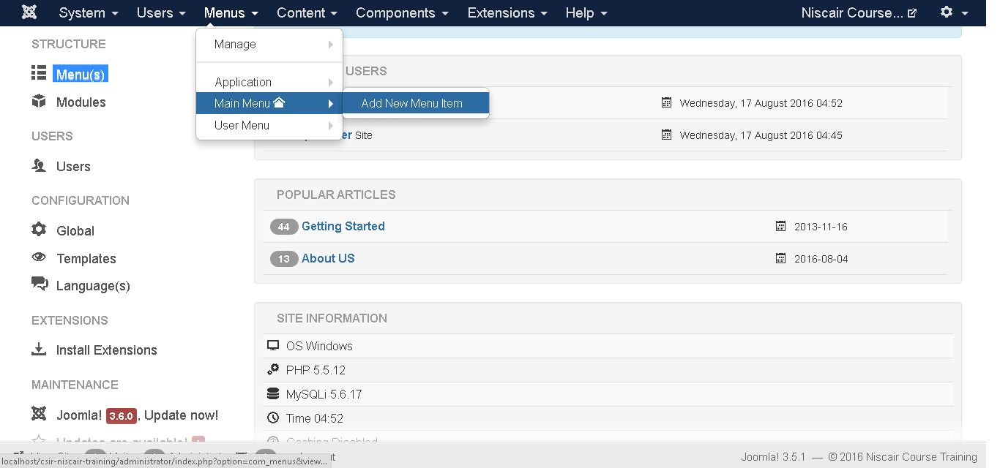 System Users Menus Content Components Extensions Help Niscair Course...
STRUCTURE
Menu(s)
Modules
USERS
Users
CONFIGURATION
Global
Templates
Language(s)
EXTENSIONS
Install Extensions
MAINTENANCE
Joomla! 3.6.0, Update now!
Updates are available!
Manage
Application
Main Menu
User Menu
Add New Menu Item
USERS
Wednesday, 17 August 2016 04:52
er Site
Wednesday, 17 August 2016 04:45
POPULAR ARTICLES
44 Getting Started 2013-11-16
13 About US 2016-08-04
SITE INFORMATION
OS Windows
PHP 5.5.12
MySQLi 5.6.17
Time 04:52
Caching Disabled
localhost/csir-niscair-training/administrator/index.php?option=com_menus&view...
Joomla! 3.5.1 — © 2016 Niscair Course Training